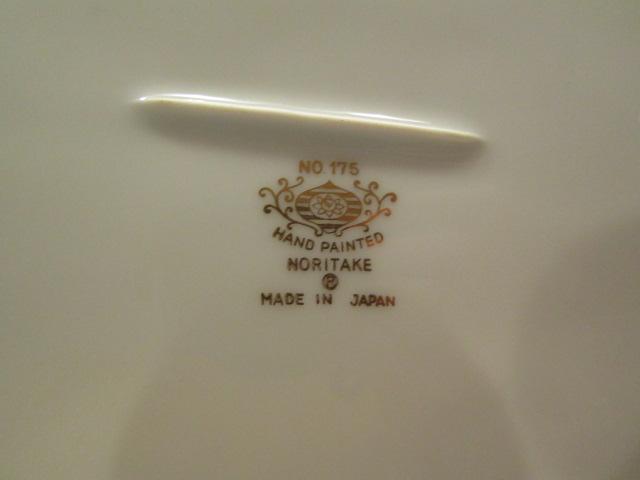 NO. 175
HAND PAINTED
NORITAKE
®
MADE IN JAPAN